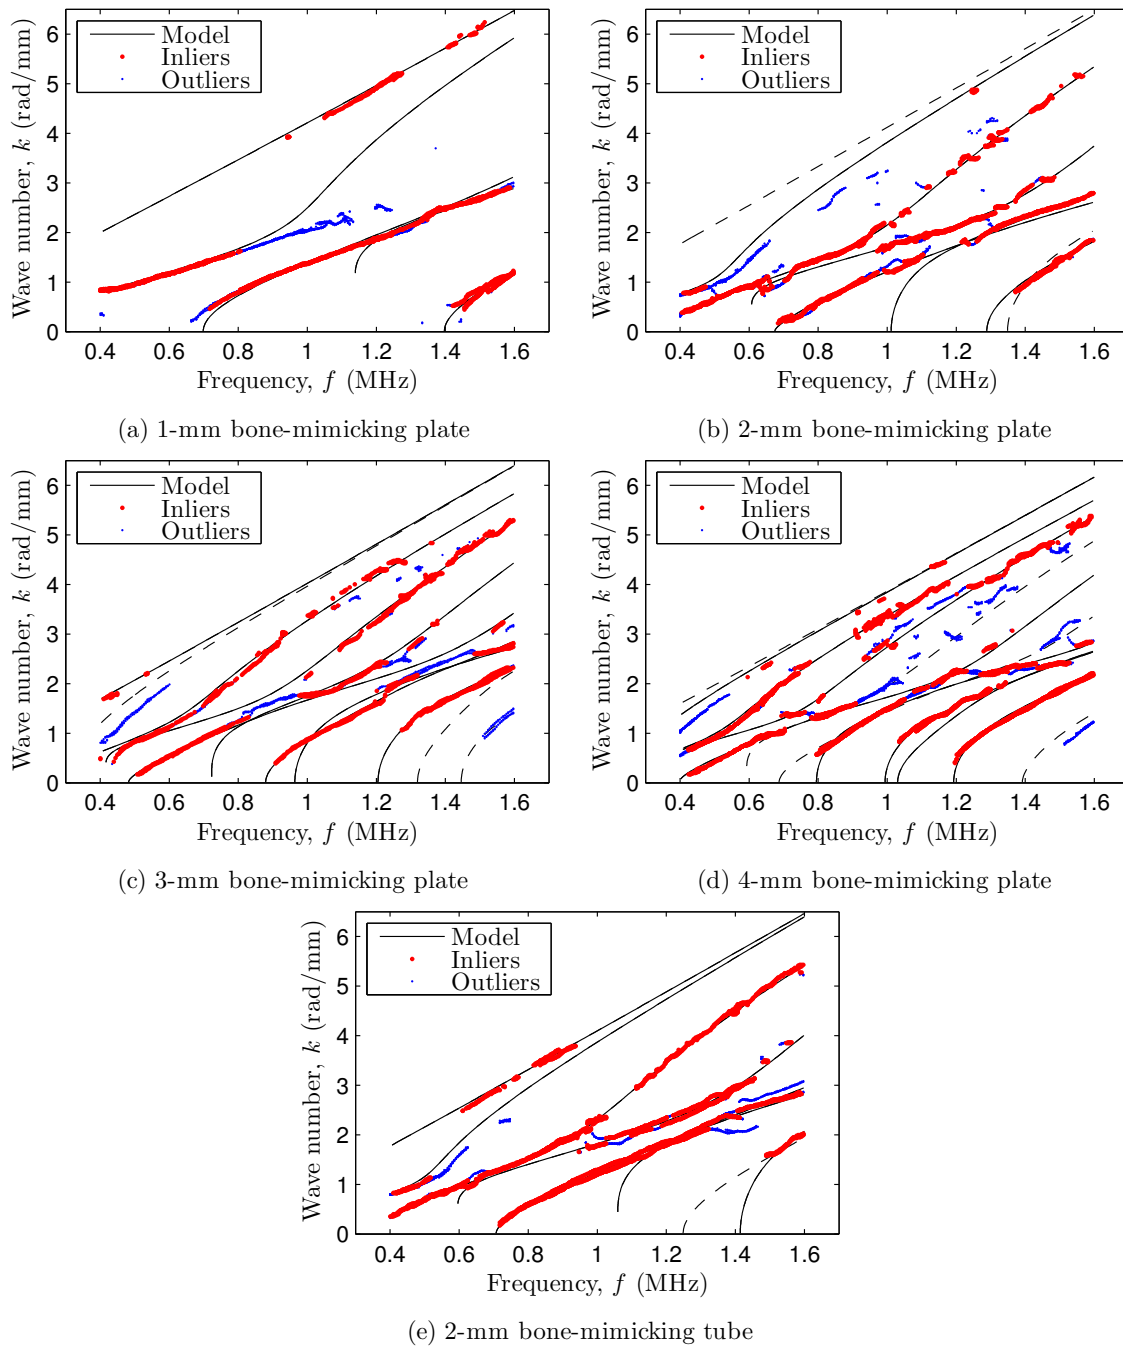 Model
Inliers
Outliers
Wave number, k (rad/mm)
6
5
4
3
2
1
0
0.4 0.6 0.8 1 1.2 1.4 1.6
Frequency, f (MHz)
(a) 1-mm bone-mimicking plate
Model
Inliers
Outliers
Wave number, k (rad/mm)
6
5
4
3
2
1
0
0.4 0.6 0.8 1 1.2 1.4 1.6
Frequency, f (MHz)
(b) 2-mm bone-mimicking plate
Model
Inliers
Outliers
Wave number, k (rad/mm)
6
5
4
3
2
1
0
0.4 0.6 0.8 1 1.2 1.4 1.6
Frequency, f (MHz)
(c) 3-mm bone-mimicking plate
Model
Inliers
Outliers
Wave number, k (rad/mm)
6
5
4
3
2
1
0
0.4 0.6 0.8 1 1.2 1.4 1.6
Frequency, f (MHz)
(d) 4-mm bone-mimicking plate
Model
Inliers
Outliers
Wave number, k (rad/mm)
6
5
4
3
2
1
0
0.4 0.6 0.8 1 1.2 1.4 1.6
Frequency, f (MHz)
(e) 2-mm bone-mimicking tube